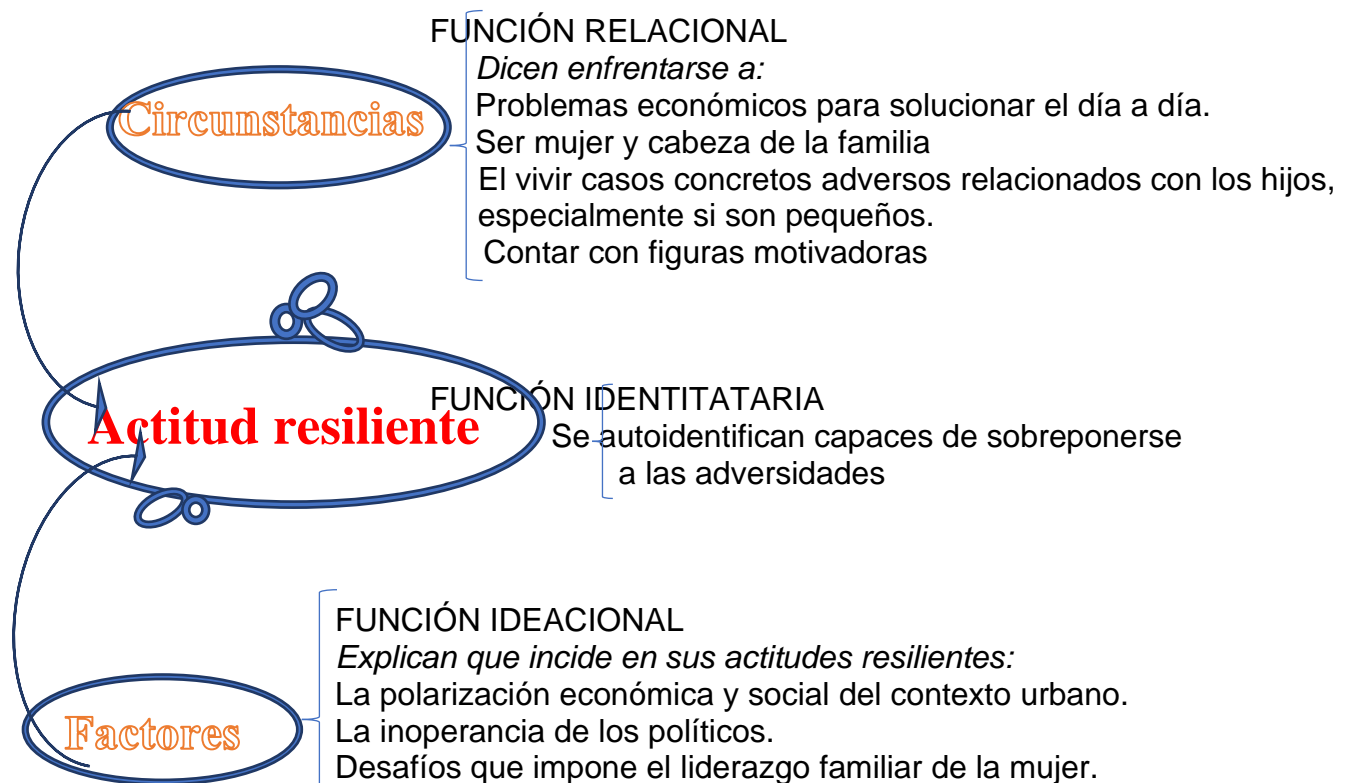 FUNCIÓN RELACIONAL
Dicen enfrentarse a:
Circunstancias
Problemas económicos para solucionar el día a día.
Ser mujer y cabeza de la familia
El vivir casos concretos adversos relacionados con los hijos,
especialmente si son pequeños.
Contar con figuras motivadoras
FUNCIÓN IDENTITATARIA
Actitud resiliente
Se autoidentifican capaces de sobreponerse
a las adversidades
FUNCIÓN IDEACIONAL
Explican que incide en sus actitudes resilientes:
La polarización económica y social del contexto urbano.
Factores
La inoperancia de los políticos.
Desafíos que impone el liderazgo familiar de la mujer.